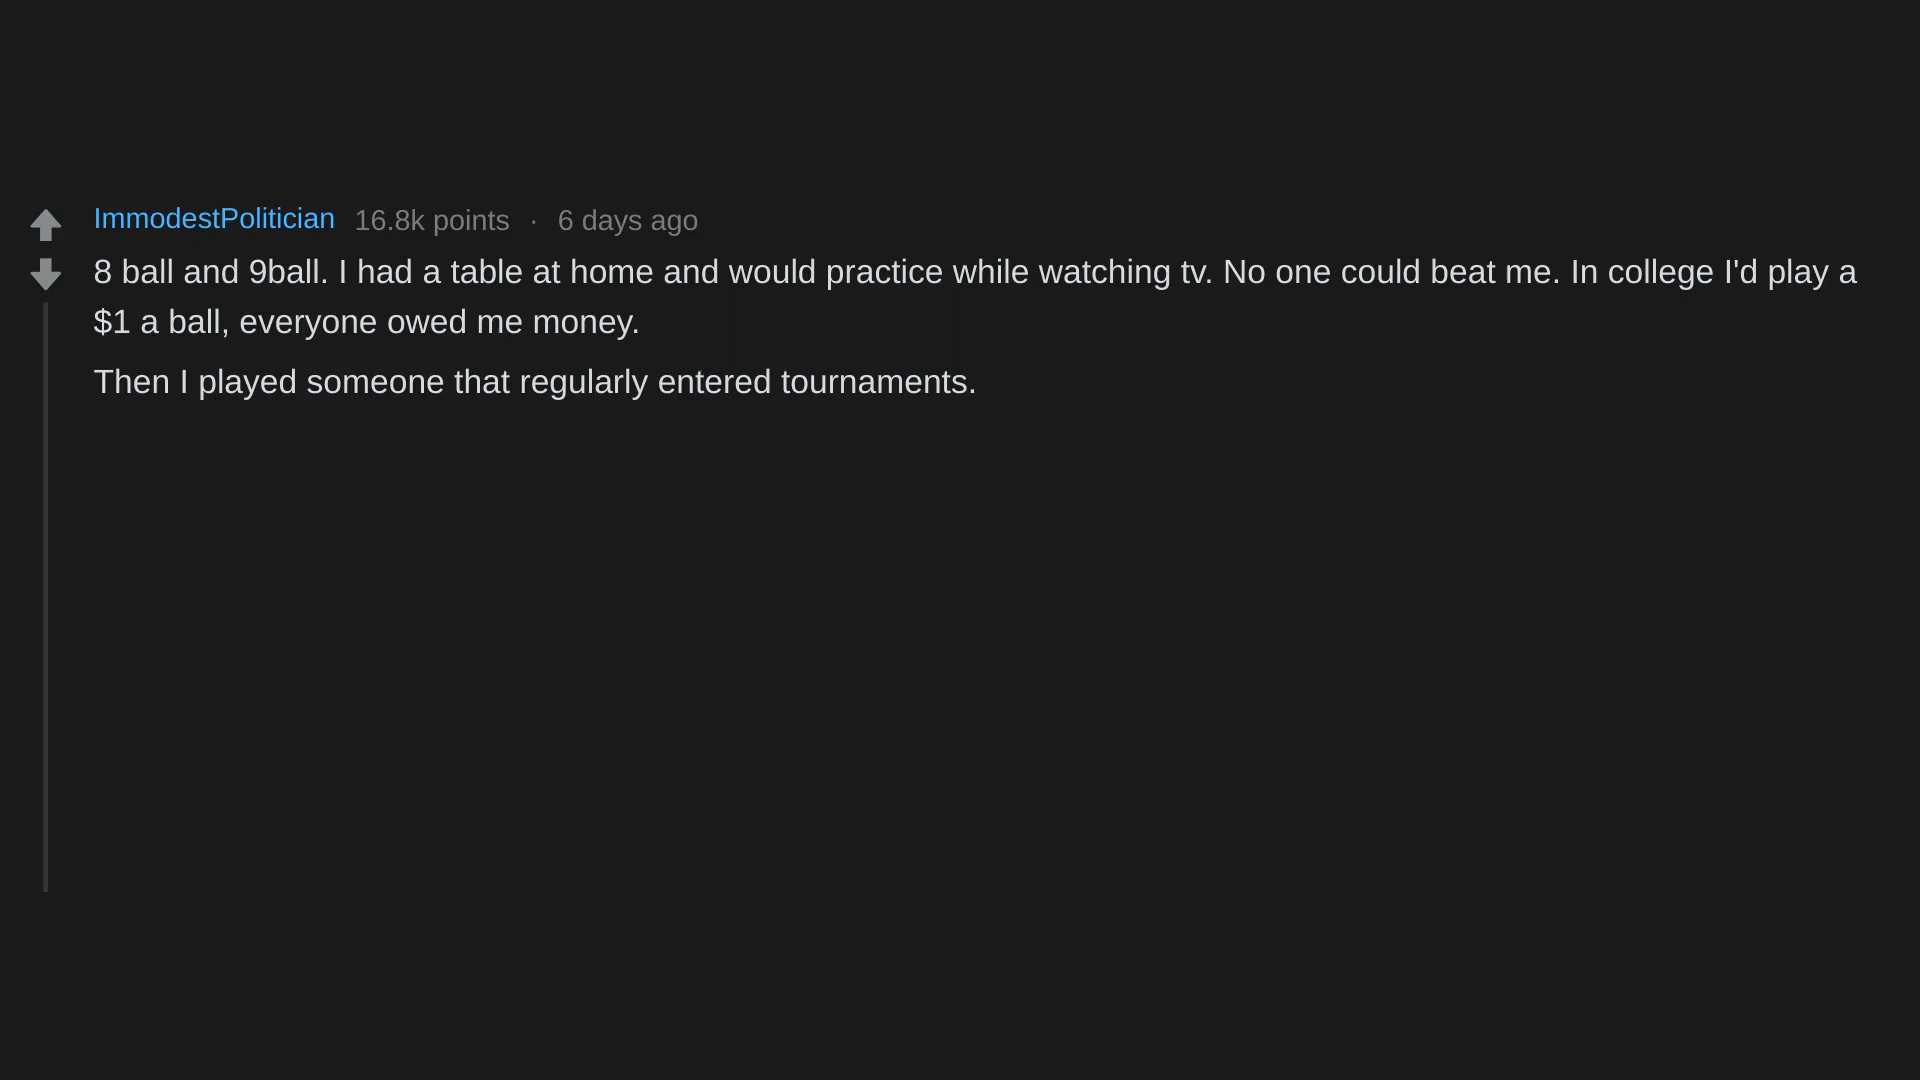 ImmodestPolitician 16.8k points · 6 days ago
8 ball and 9ball. I had a table at home and would practice while watching tv. No one could beat me. In college I'd play a
$1 a ball, everyone owed me money.
Then I played someone that regularly entered tournaments.